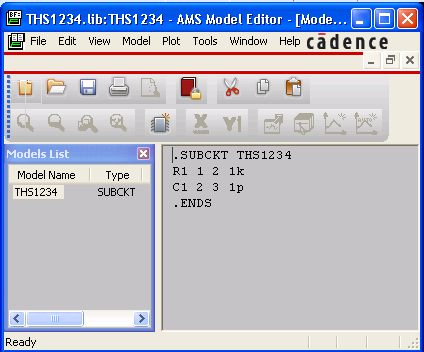 THS1234.lib:THS1234 - AMS Model Editor - [Mode...
File Edit View Model Plot Tools Window Help cādence
Models List
Model Name Type
THS1234 SUBCKT
.SUBCKT THS1234
R1 1 2 1k
C1 2 3 1p
.ENDS
Ready